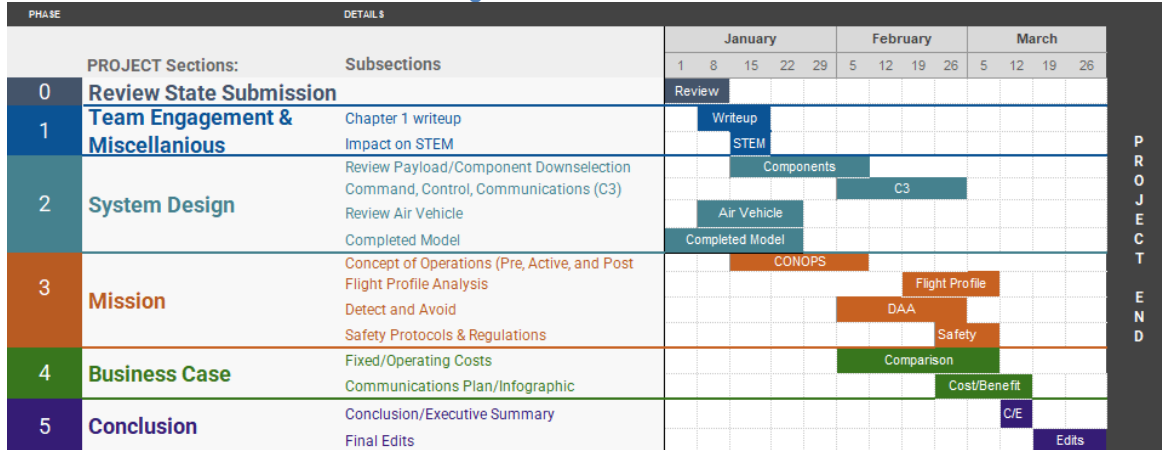 PHASE DETAILS
January February March
PROJECT Sections: Subsections 1 8 15 22 29 5 12 19 26 5 12 19 26
0 Review State Submission Review
1 Team Engagement & Miscellanious
Chapter 1 writeup Writeup
Impact on STEM STEM
2 System Design
Review Payload/Component Downselection Components
Command, Control, Communications (C3) C3
Review Air Vehicle Air Vehicle
Completed Model Completed Model
3 Mission
Concept of Operations (Pre, Active, and Post CONOPS
Flight Profile Analysis Flight Profile
Detect and Avoid DAA
Safety Protocols & Regulations Safety
4 Business Case
Fixed/Operating Costs Comparison
Communications Plan/Infographic Cost/Benefit
5 Conclusion
Conclusion/Executive Summary C/E
Final Edits Edits
PROJECT END